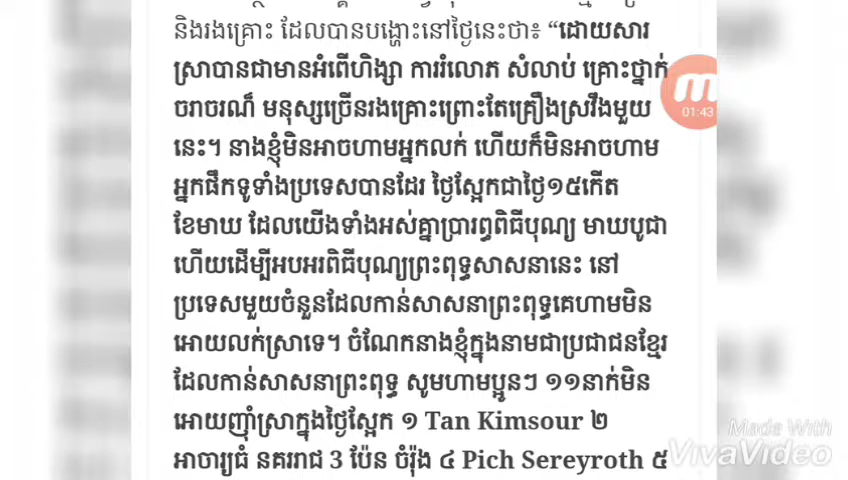 និងរងគ្រោះ ដែលបានបង្ហោះនៅថ្ងៃនេះថា៖ “ដោយសារ
ស្រាបានជាមានអំពើហិង្សា ការរំលោភ សំលាប់ គ្រោះថ្នាក់
ចរាចរណ៏ មនុស្សច្រើនរងគ្រោះព្រោះតែគ្រឿងស្រវឹងមួយ
នេះ។ នាងខ្ញុំមិនអាចហាមអ្នកលក់ ហើយក៏មិនអាចហាម
អ្នកផឹកទូទាំងប្រទេសបានដែរ ថ្ងៃស្អែកជាថ្ងៃ១៥កើត
ខែមាឃ ដែលយើងទាំងអស់គ្នាប្រារព្ធពិធីបុណ្យ មាឃបូជា
ហើយដើម្បីអបអរពិធីបុណ្យព្រះពុទ្ធសាសនានេះ នៅ
ប្រទេសមួយចំនួនដែលកាន់សាសនាព្រះពុទ្ធគេហាមមិន
អោយលក់ស្រាទេ។ ចំណែកនាងខ្ញុំក្នុងនាមជាប្រជាជនខ្មែរ
ដែលកាន់សាសនាព្រះពុទ្ធ សូមហាមប្អូនៗ ១១នាក់មិន
អោយញ៉ាំស្រាក្នុងថ្ងៃស្អែក ១ Tan Kimsour ២
អាចារ្យធំ នគររាជ 3 ប៉ែន ចំរ៉ុង ៤ Pich Sereyroth ៥
01:43
Made With
VivaVideo